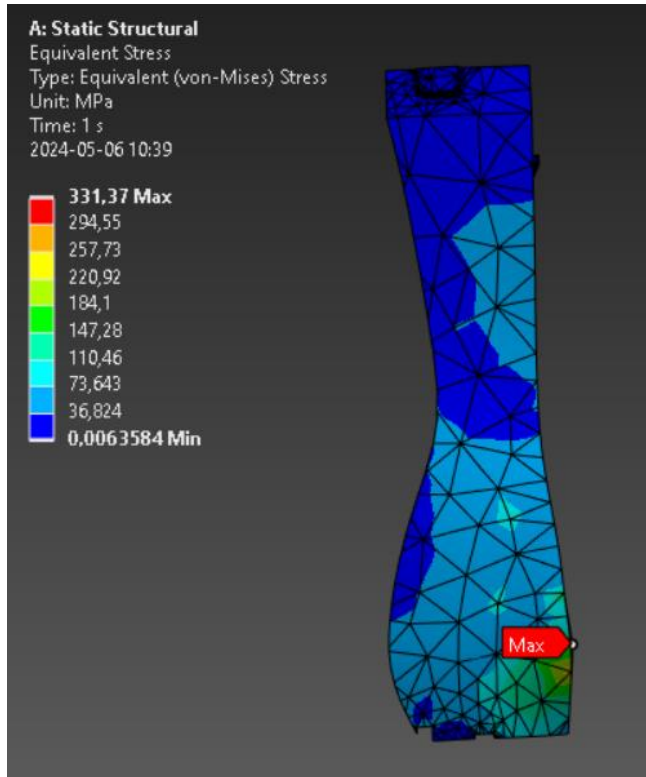 A: Static Structural
Equivalent Stress
Type: Equivalent (von-Mises) Stress
Unit: MPa
Time: 1 s
2024-05-06 10:39
331,37 Max
294,55
257,73
220,92
184,1
147,28
110,46
73,643
36,824
0,0063584 Min
Max